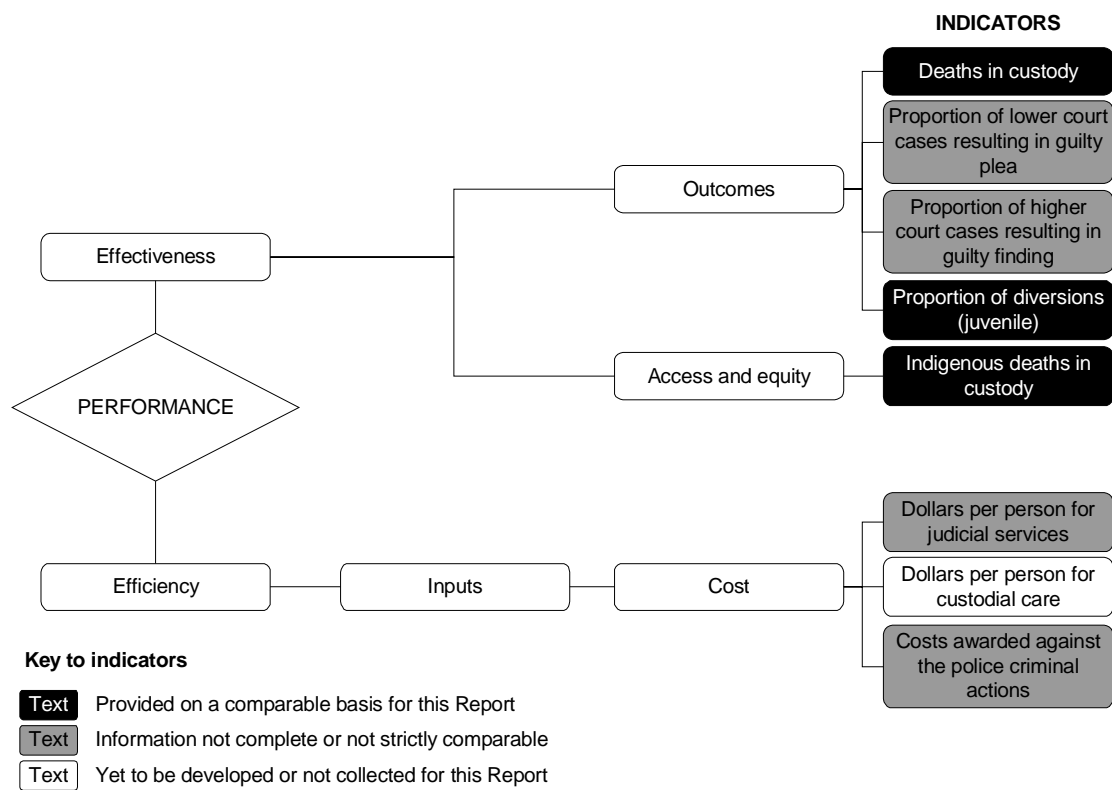 INDICATORS
Deaths in custody
Proportion of lower court
cases resulting in guilty
plea
Outcomes
Proportion of higher
court cases resulting in
guilty finding
Effectiveness
Proportion of diversions
(juvenile)
Access and equity
Indigenous deaths in
custody
PERFORMANCE
Dollars per person for
judicial services
Efficiency
Inputs
Cost
Dollars per person for
custodial care
Costs awarded against
the police criminal
actions
Key to indicators
Text Provided on a comparable basis for this Report
Text Information not complete or not strictly comparable
Text Yet to be developed or not collected for this Report